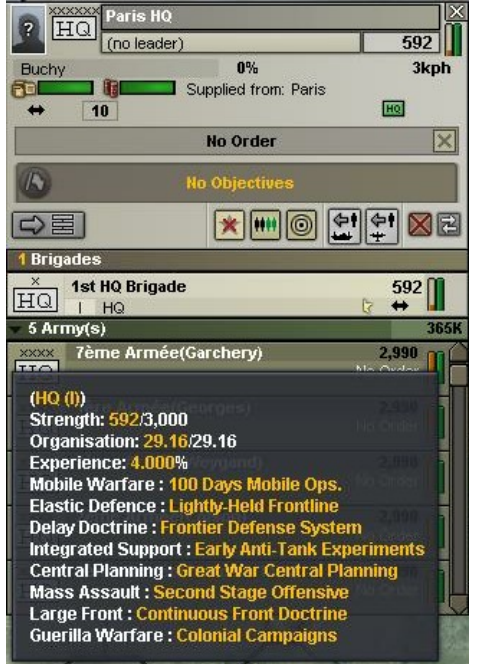 xxxxxx Paris HQ
?
HQ
(no leader) 592
Buchy 0% 3kph
Supplied from: Paris
10 HQ
No Order
No Objectives
1 Brigades
x
HQ
1st HQ Brigade 592
I HQ
5 Army(s) 365K
xxxx 7ème Armée(Garchery) 2,990
(HQ (I))
Strength: 592/3,000
Organisation: 29.16/29.16
Experience: 4.000%
Mobile Warfare : 100 Days Mobile Ops.
Elastic Defence : Lightly-Held Frontline
Delay Doctrine : Frontier Defense System
Integrated Support : Early Anti-Tank Experiments
Central Planning : Great War Central Planning
Mass Assault : Second Stage Offensive
Large Front : Continuous Front Doctrine
Guerilla Warfare : Colonial Campaigns